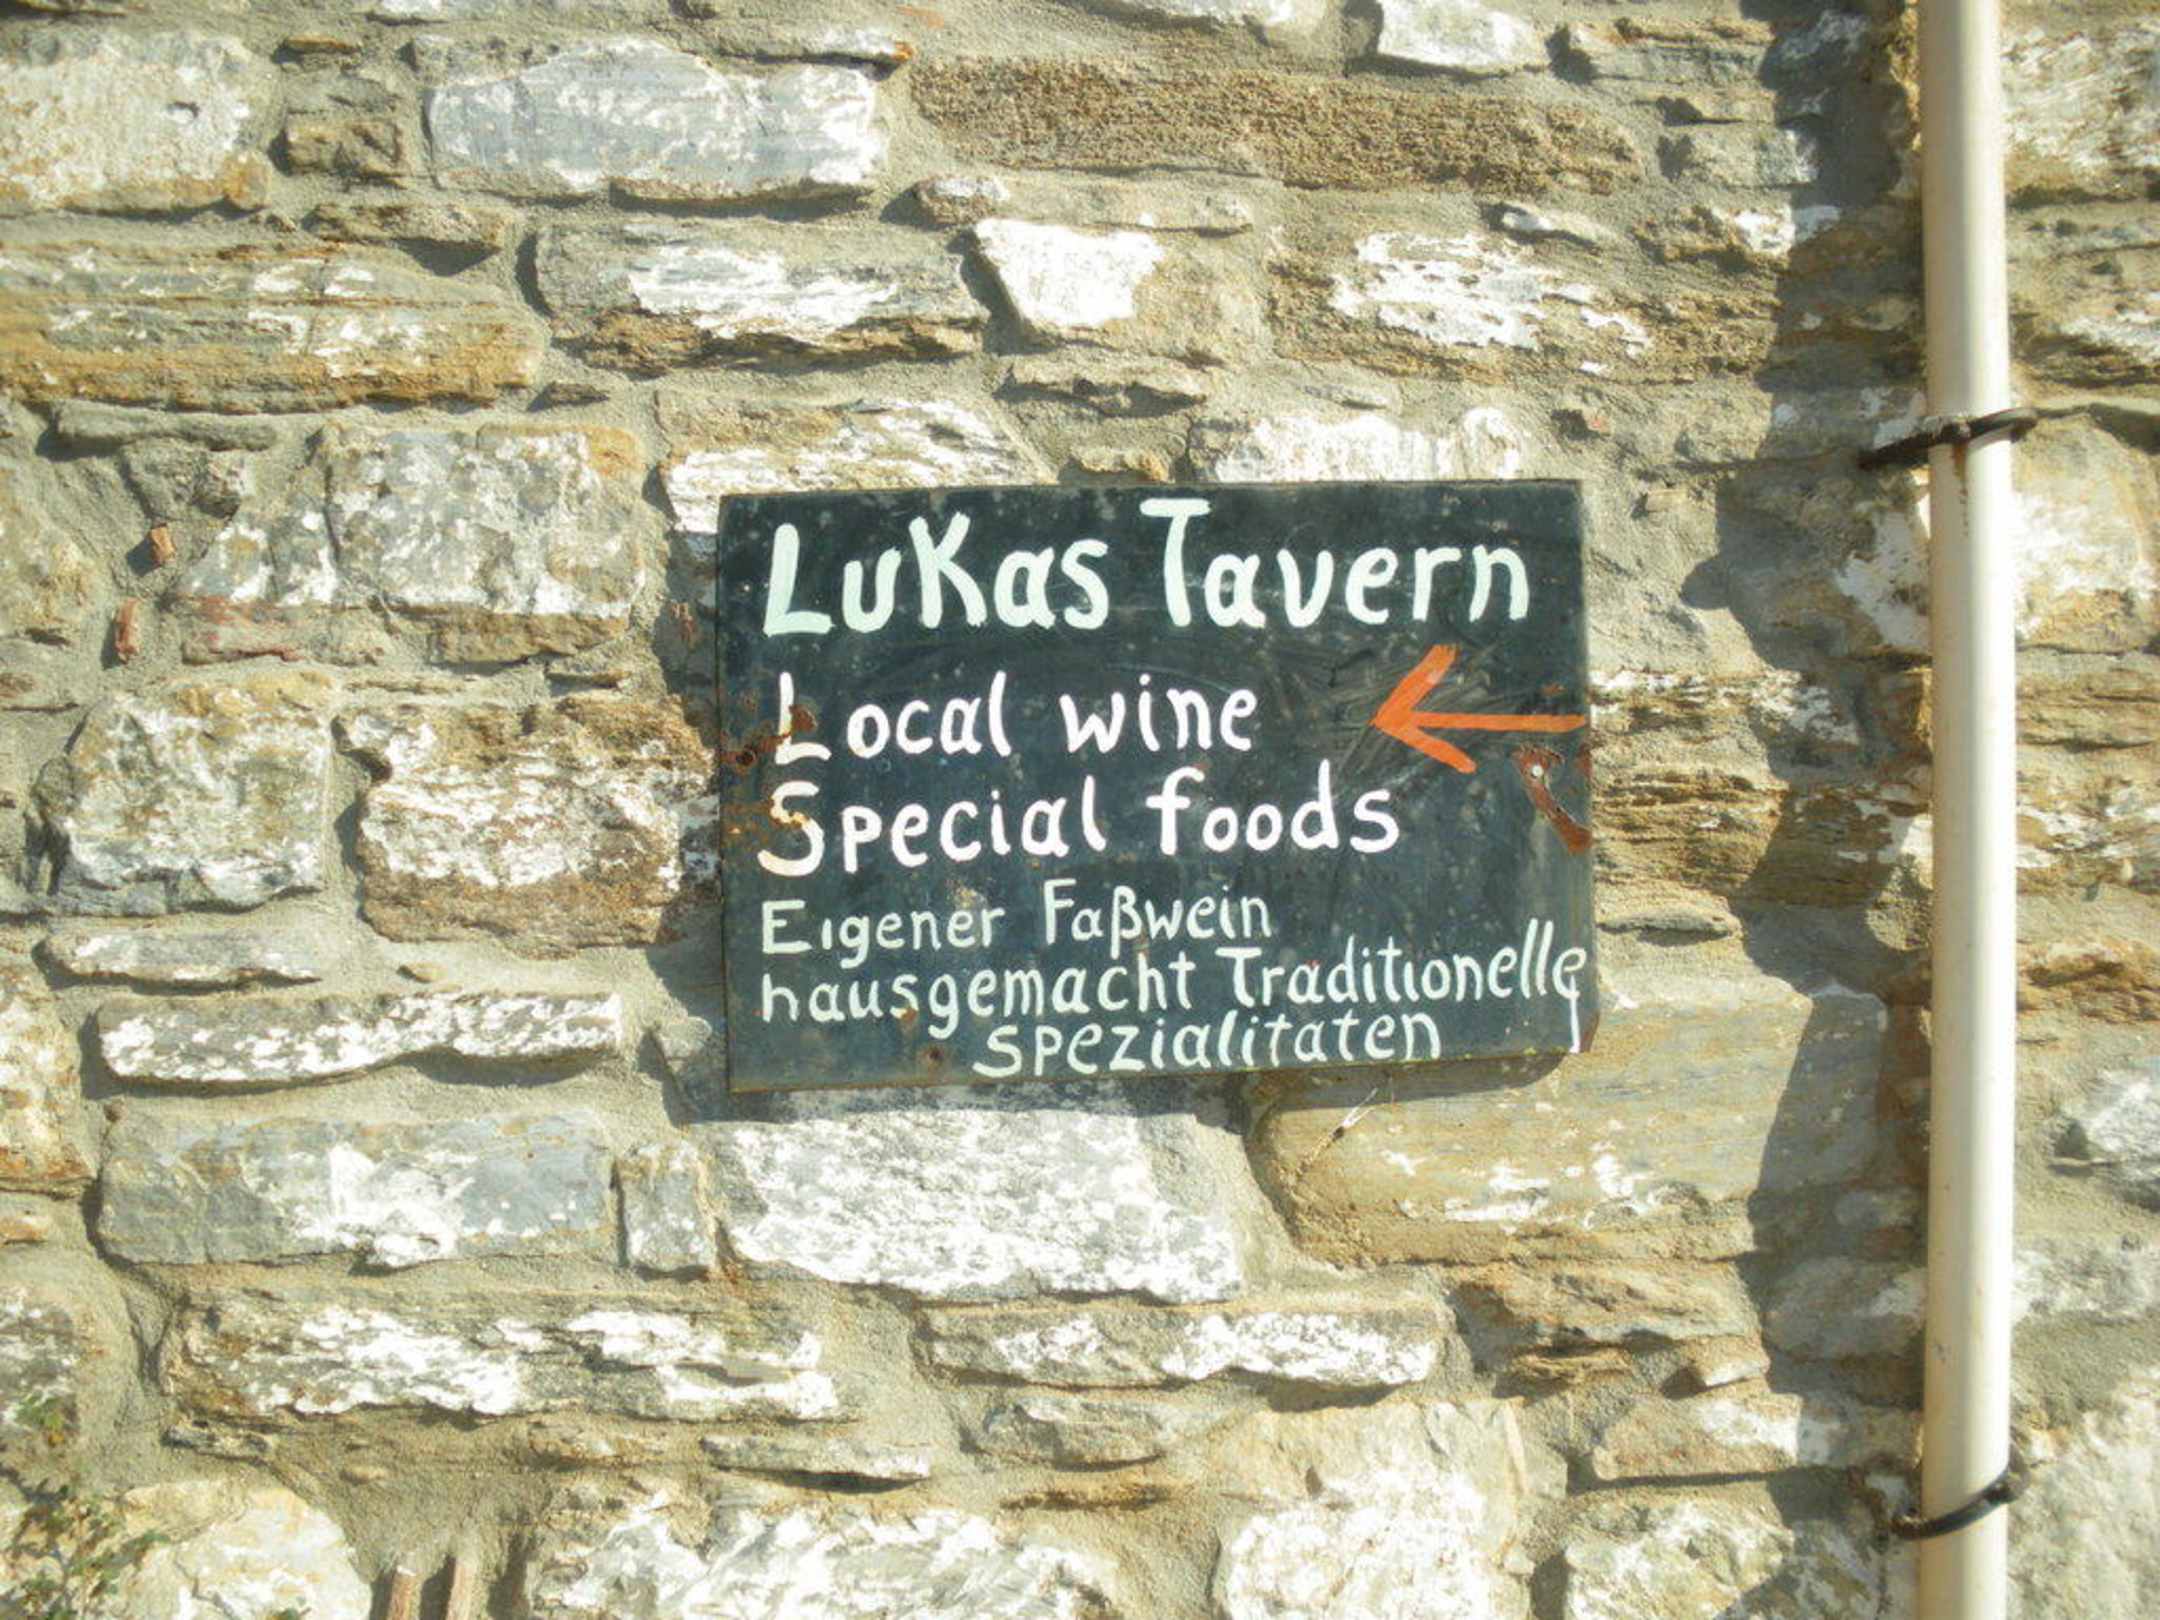 LuKas Tavern
Local wine
Special foods
Eigener Faßwein
hausgemacht Traditionelle
spezialitaten